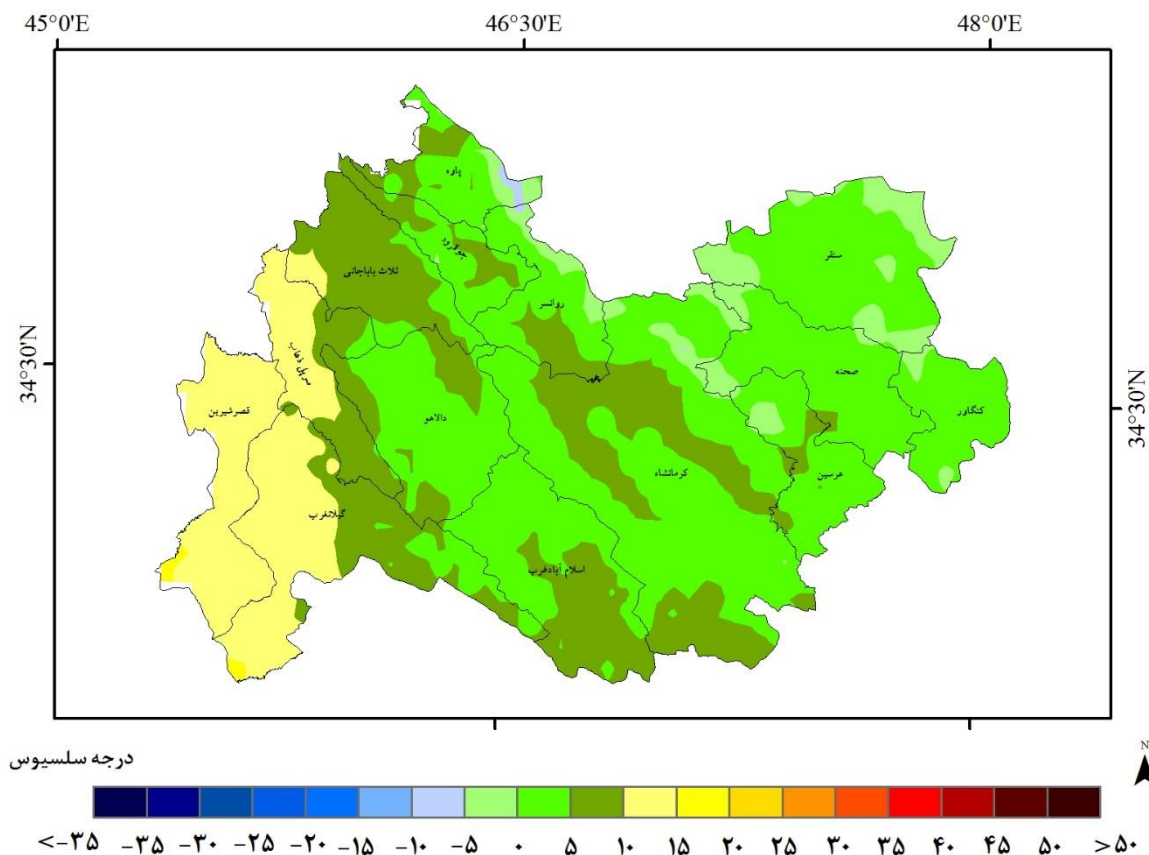 45°0'E 46°30'E 48°0'E
پاوه
سنقر
جوانرود
ثلاث باباجانی
روانسر
34°30'N
سرپل ذهاب
صحنه
34°30'N
قصرشیرین
دالاهو
کنگاور
کرمانشاه
هرسین
گیلانغرب
اسلام آبادغرب
درجه سلسیوس
N
<-۳۵ -۳۵ -۳۰ -۲۵ -۲۰ -۱۵ -۱۰ -۵ ۰ ۵ ۱۰ ۱۵ ۲۰ ۲۵ ۳۰ ۳۵ ۴۰ ۴۵ ۵۰ >۵۰